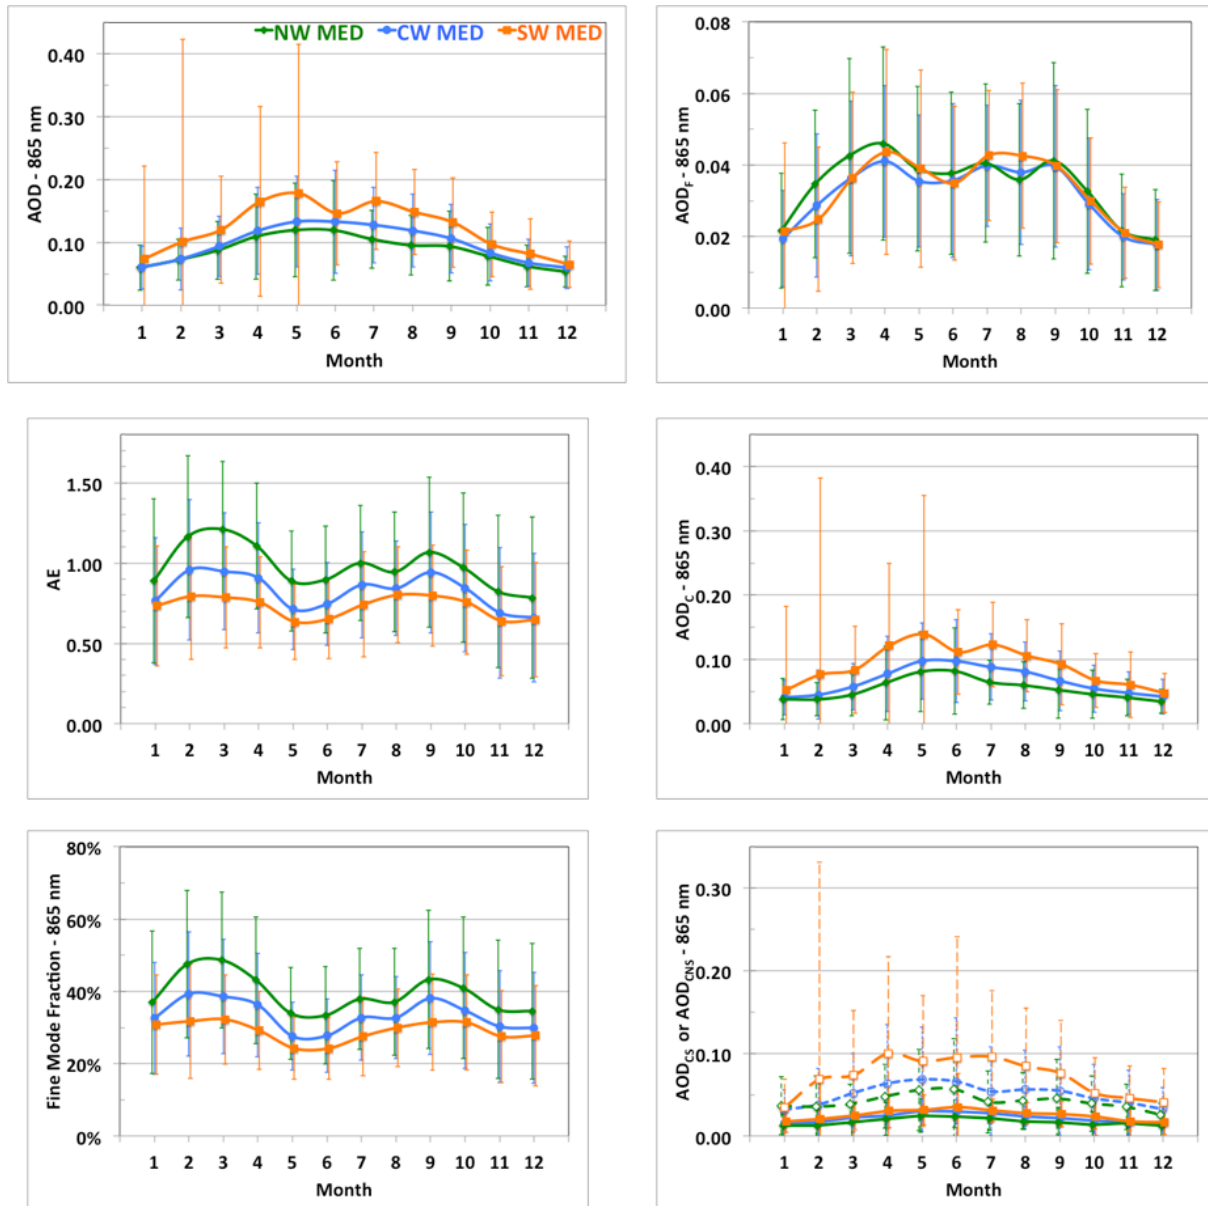 NW MED CW MED SW MED
0.40
0.30
0.20
0.10
0.00
AOD - 865 nm
1 2 3 4 5 6 7 8 9 10 11 12
Month
0.08
0.06
0.04
0.02
0.00
AODF - 865 nm
1 2 3 4 5 6 7 8 9 10 11 12
Month
1.50
1.00
0.50
0.00
AE
1 2 3 4 5 6 7 8 9 10 11 12
Month
0.40
0.30
0.20
0.10
0.00
AODC - 865 nm
1 2 3 4 5 6 7 8 9 10 11 12
Month
80%
60%
40%
20%
0%
Fine Mode Fraction - 865 nm
1 2 3 4 5 6 7 8 9 10 11 12
Month
0.30
0.20
0.10
0.00
AODCS or AODCNS - 865 nm
1 2 3 4 5 6 7 8 9 10 11 12
Month